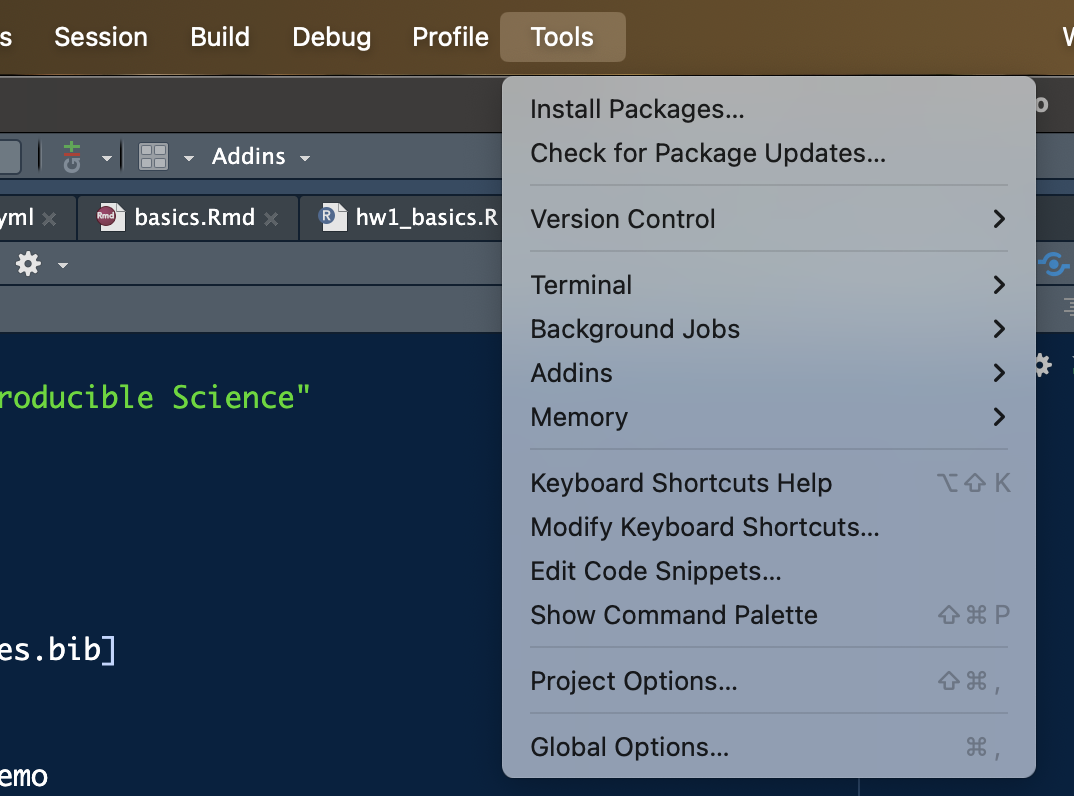 s Session Build Debug Profile Tools W
Install Packages...
Check for Package Updates...
Addins
Version Control
yml basics.Rmd hw1_basics.R
Terminal
Background Jobs
Addins
Memory
roducible Science"
Keyboard Shortcuts Help ⌥⇧ K
Modify Keyboard Shortcuts...
Edit Code Snippets...
Show Command Palette ⇧⌘ P
es.bib]
Project Options... ⇧⌘ ,
Global Options... ⌘ ,
emo